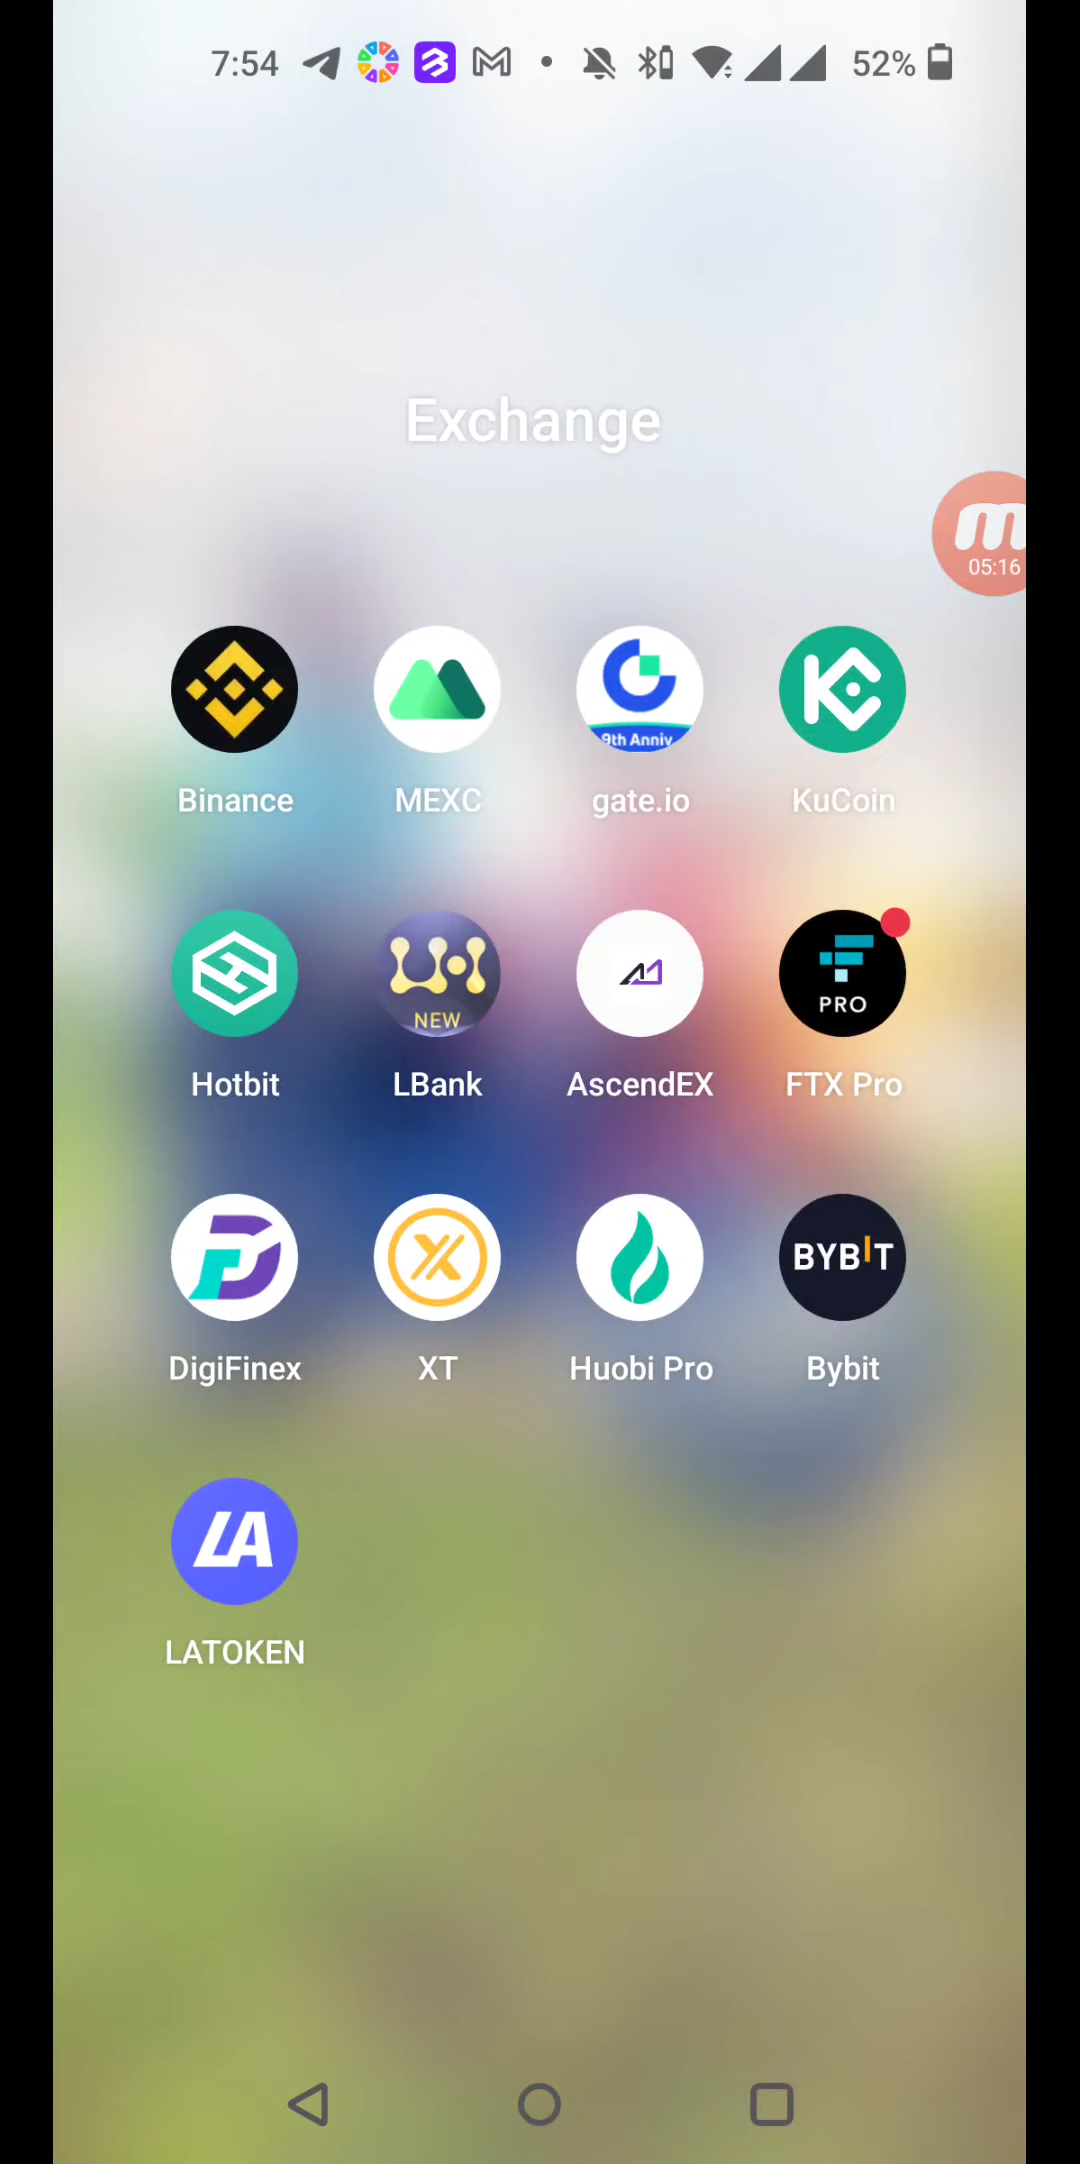 7:54
52%
Exchange
05:16
9th Anniv
Binance
MEXC
gate.io
KuCoin
NEW
PRO
Hotbit
LBank
AscendEX
FTX Pro
BYBIT
DigiFinex
XT
Huobi Pro
Bybit
LA
LATOKEN